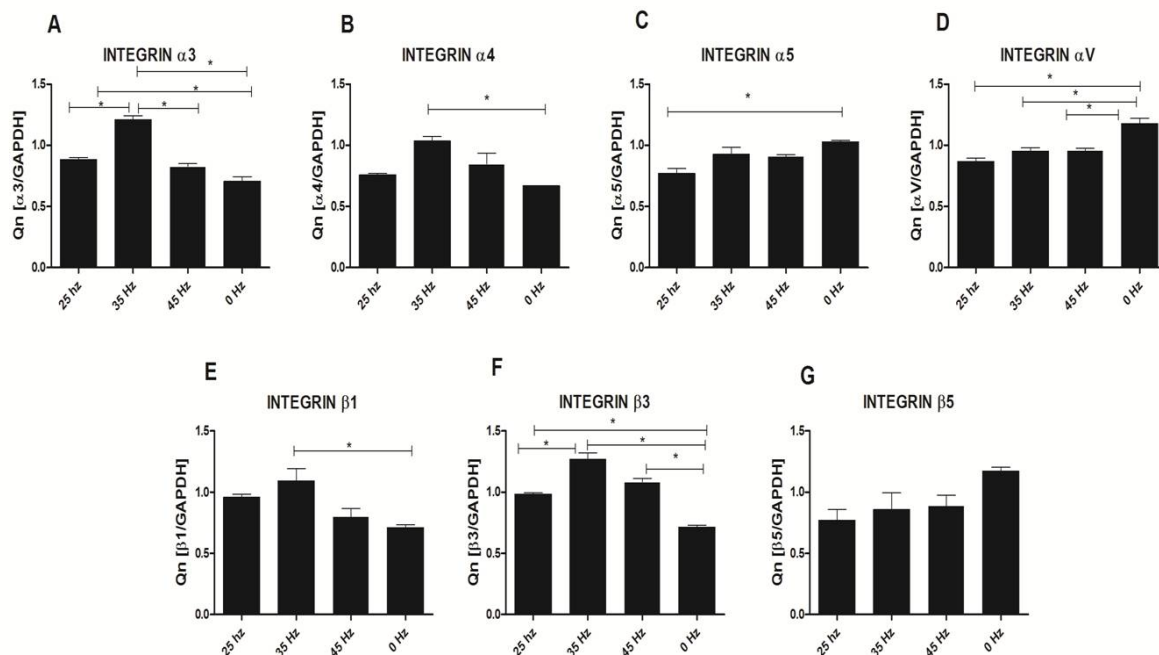 A
INTEGRIN α3
Qn [α3/GAPDH]
1.5
1.0
0.5
0.0
*
*
*
*
25 hz
35 Hz
45 Hz
0 Hz
B
INTEGRIN α4
Qn [α4/GAPDH]
1.5
1.0
0.5
0.0
*
25 hz
35 Hz
45 Hz
0 Hz
C
INTEGRIN α5
Qn [α5/GAPDH]
1.5
1.0
0.5
0.0
*
25 hz
35 Hz
45 Hz
0 Hz
D
INTEGRIN αV
Qn [αV/GAPDH]
1.5
1.0
0.5
0.0
*
*
*
25 hz
35 Hz
45 Hz
0 Hz
E
INTEGRIN β1
Qn [β1/GAPDH]
1.5
1.0
0.5
0.0
*
25 hz
35 Hz
45 Hz
0 Hz
F
INTEGRIN β3
Qn [β3/GAPDH]
1.5
1.0
0.5
0.0
*
*
*
*
25 hz
35 Hz
45 Hz
0 Hz
G
INTEGRIN β5
Qn [β5/GAPDH]
1.5
1.0
0.5
0.0
25 hz
35 Hz
45 Hz
0 Hz